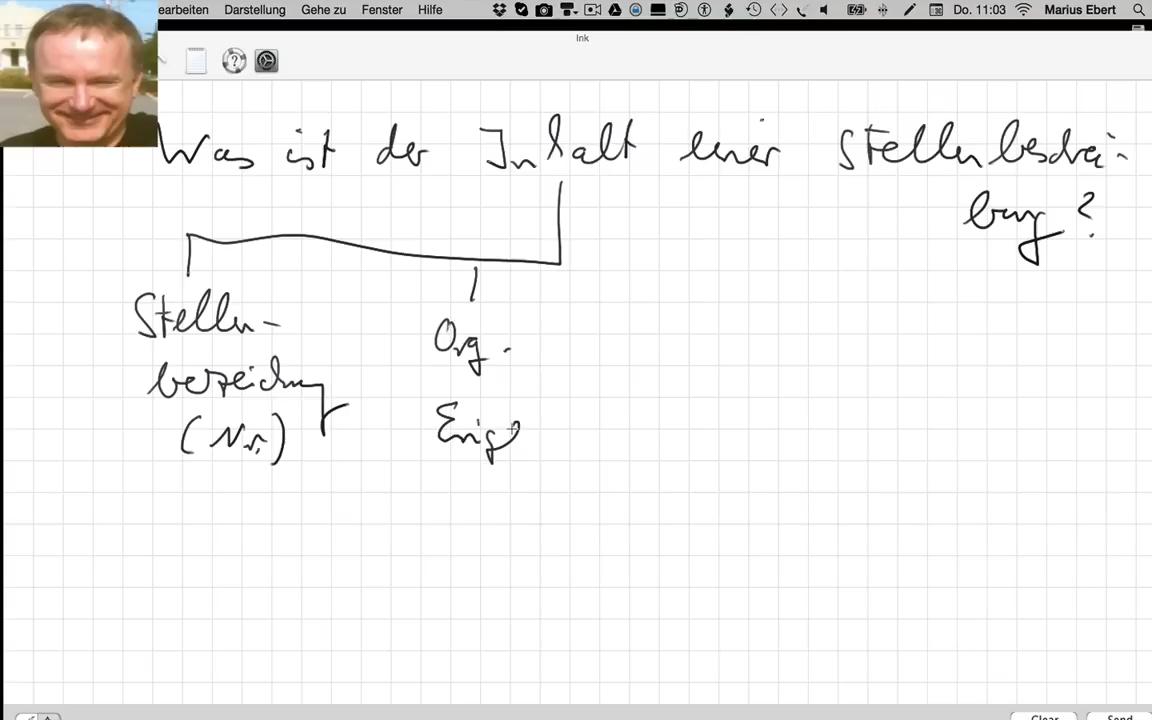 earbeiten Darstellung Gehe zu Fenster Hilfe Do. 11:03 Marius Ebert
Ink
Was ist der Inhalt einer Stellenbeschrei-
bung?
Stellen-
bezeichnung
(Nr.)
Org.
Eing
Clear Send